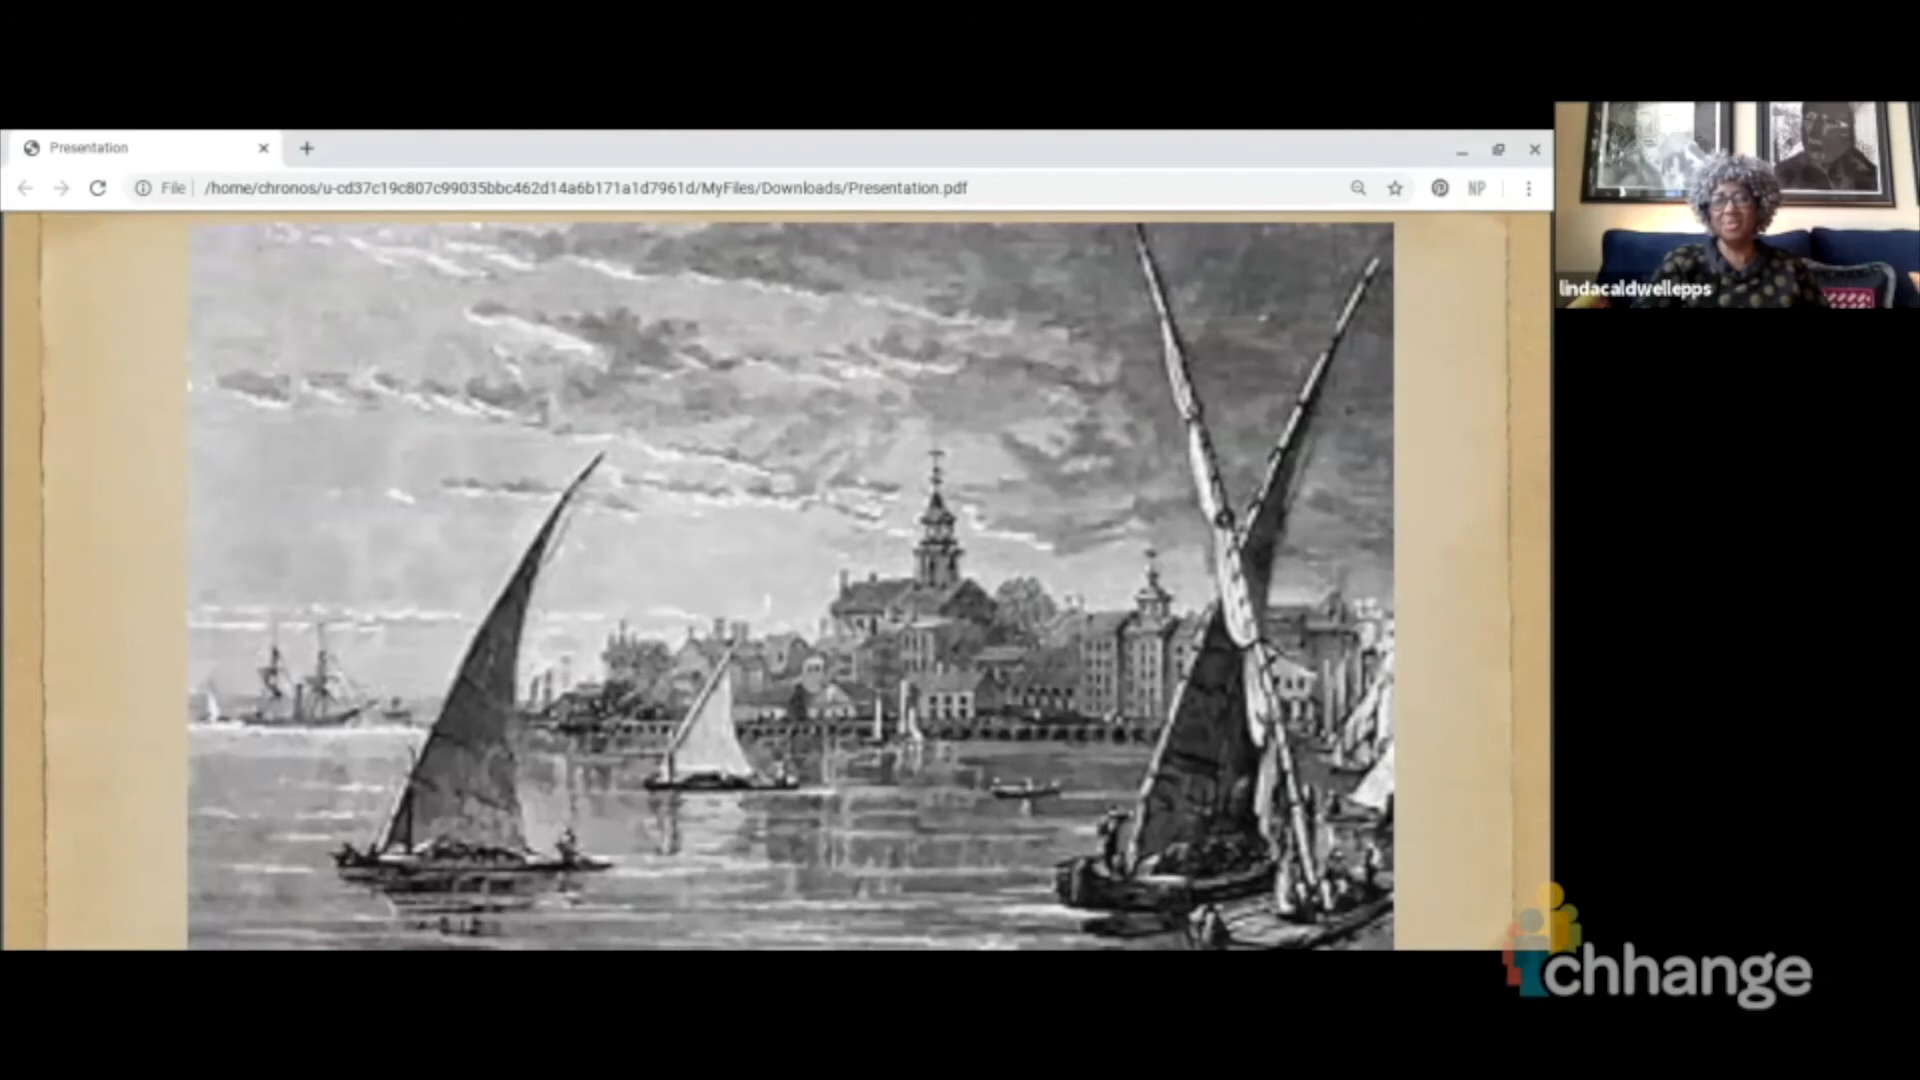 Presentation
File /home/chronos/u-cd37c19c807c99035bbc462d14a6b171a1d7961d/MyFiles/Downloads/Presentation.pdf
NP
lindacaldwellepps
chhange